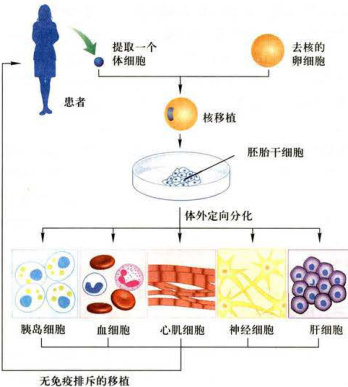 提取一个
体细胞
去核的
卵细胞
患者
核移植
胚胎干细胞
体外定向分化
胰岛细胞 血细胞 心肌细胞 神经细胞 肝细胞
无免疫排斥的移植